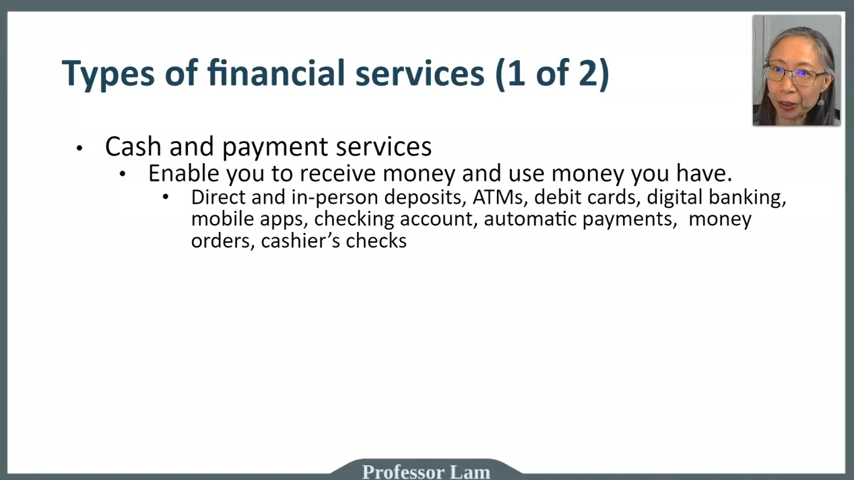 Types of financial services (1 of 2)
• Cash and payment services
• Enable you to receive money and use money you have.
• Direct and in-person deposits, ATMs, debit cards, digital banking,
mobile apps, checking account, automatic payments, money
orders, cashier’s checks
Professor Lam